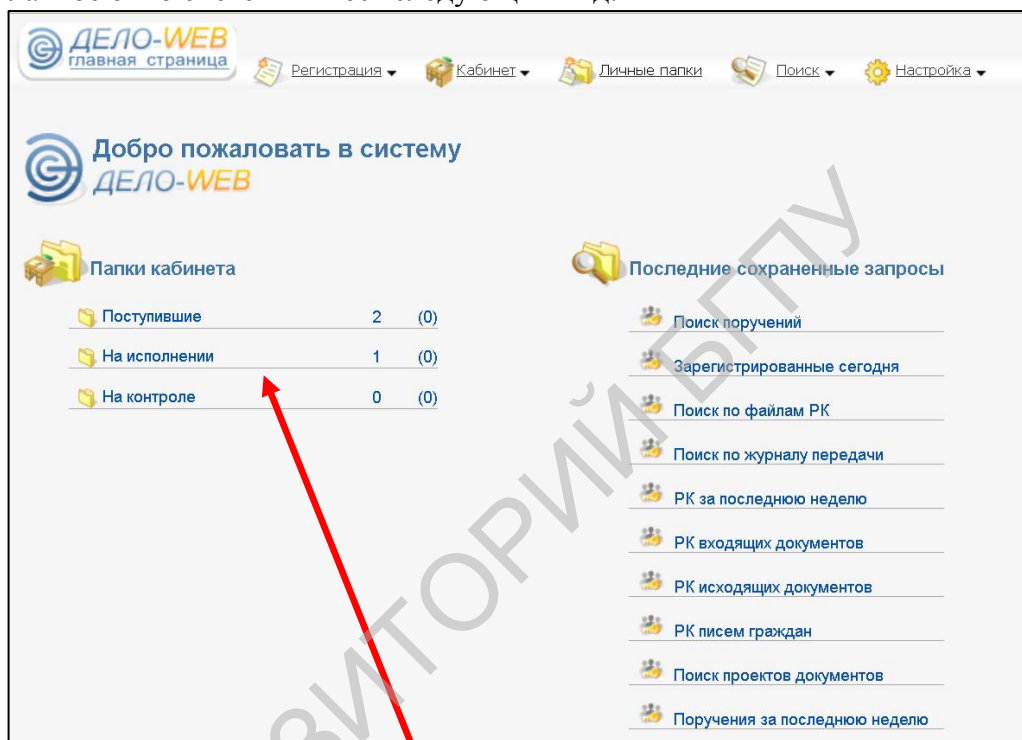 ДЕЛО-WEB
главная страница
Регистрация
Кабинет
Личные папки
Поиск
Настройка
Добро пожаловать в систему
ДЕЛО-WEB
Папки кабинета
Поступившие 2 (0)
На исполнении 1 (0)
На контроле 0 (0)
Последние сохраненные запросы
Поиск поручений
Зарегистрированные сегодня
Поиск по файлам РК
Поиск по журналу передачи
РК за последнюю неделю
РК входящих документов
РК исходящих документов
РК писем граждан
Поиск проектов документов
Поручения за последнюю неделю
ЗИТОРИЙ БГПУ